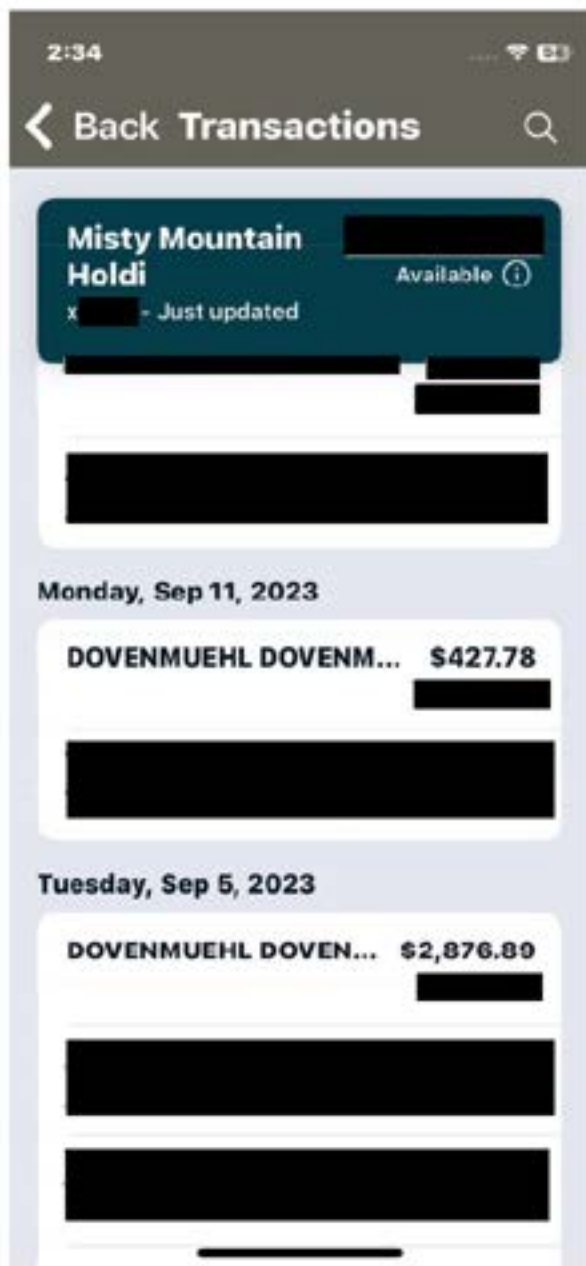 2:34
Back Transactions
Misty Mountain
Holdi
Available
x - Just updated
Monday, Sep 11, 2023
DOVENMUEHL DOVENM... $427.78
Tuesday, Sep 5, 2023
DOVENMUEHL DOVEN... $2,876.89